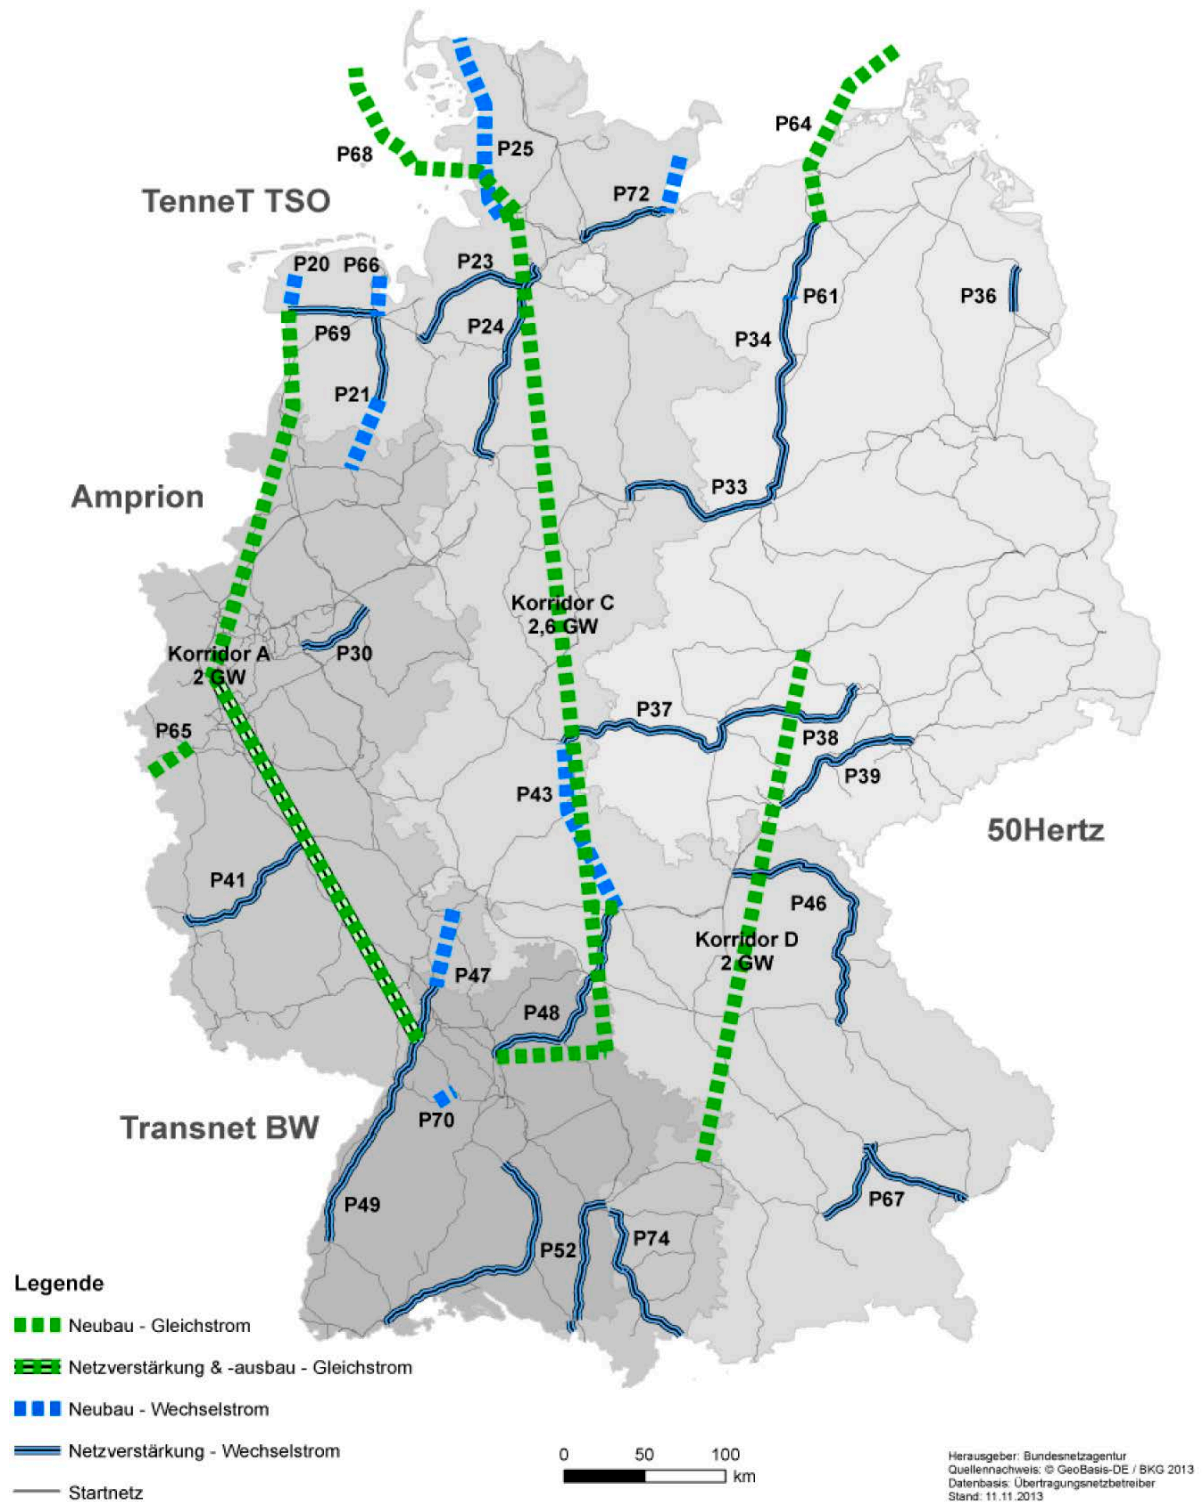 P64
P25
P68
P72
TenneT TSO
P20
P66
P23
P61
P36
P69
P24
P34
P21
P33
Amprion
Korridor C
2,6 GW
P30
Korridor A
2 GW
P37
P65
P38
P39
P43
50Hertz
P41
P46
Korridor D
2 GW
P47
P48
P70
Transnet BW
P49
P67
P52
P74
Legende
Neubau - Gleichstrom
Netzverstärkung & -ausbau - Gleichstrom
Neubau - Wechselstrom
Netzverstärkung - Wechselstrom
Startnetz
0 50 100
km
Herausgeber: Bundesnetzagentur
Quellennachweis: © GeoBasis-DE / BKG 2013
Datenbasis: Übertragungsnetzbetreiber
Stand: 11.11.2013